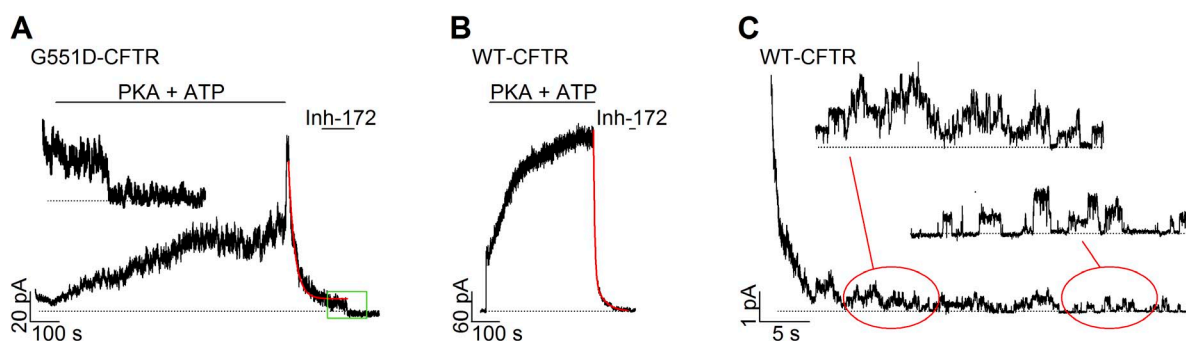 A
G551D-CFTR
PKA + ATP
Inh-172
20 pA
100 s
B
WT-CFTR
PKA + ATP
Inh-172
60 pA
100 s
C
WT-CFTR
1 pA
5 s